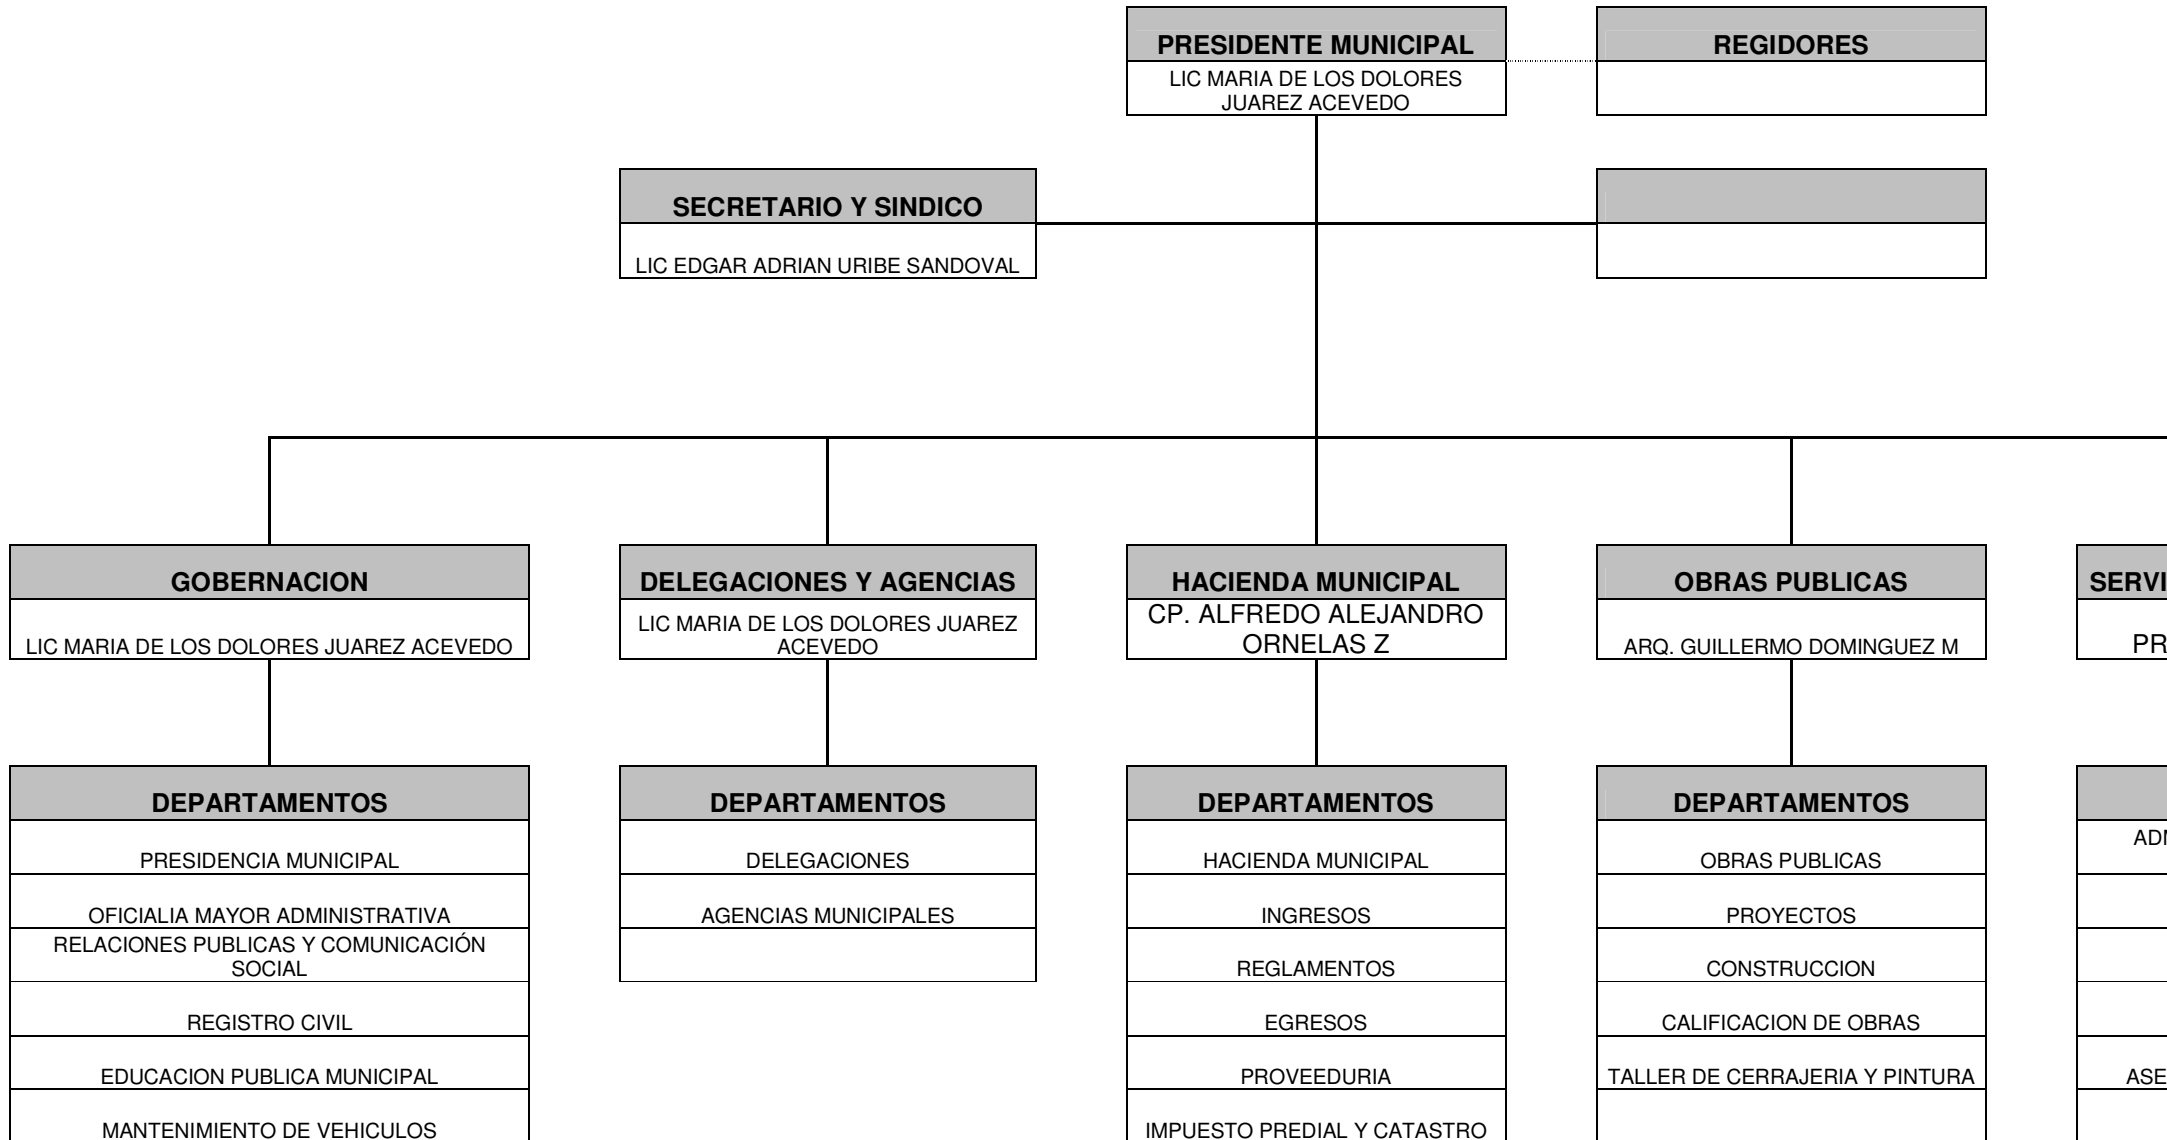 PRESIDENTE MUNICIPAL
LIC MARIA DE LOS DOLORES
JUAREZ ACEVEDO
REGIDORES
SECRETARIO Y SINDICO
LIC EDGAR ADRIAN URIBE SANDOVAL
GOBERNACION
LIC MARIA DE LOS DOLORES JUAREZ ACEVEDO
DELEGACIONES Y AGENCIAS
LIC MARIA DE LOS DOLORES JUAREZ
ACEVEDO
HACIENDA MUNICIPAL
CP. ALFREDO ALEJANDRO
ORNELAS Z
OBRAS PUBLICAS
ARQ. GUILLERMO DOMINGUEZ M
SERVI
PR
DEPARTAMENTOS
PRESIDENCIA MUNICIPAL
OFICIALIA MAYOR ADMINISTRATIVA
RELACIONES PUBLICAS Y COMUNICACIÓN
SOCIAL
REGISTRO CIVIL
EDUCACION PUBLICA MUNICIPAL
MANTENIMIENTO DE VEHICULOS
DEPARTAMENTOS
DELEGACIONES
AGENCIAS MUNICIPALES
DEPARTAMENTOS
HACIENDA MUNICIPAL
INGRESOS
REGLAMENTOS
EGRESOS
PROVEEDURIA
IMPUESTO PREDIAL Y CATASTRO
DEPARTAMENTOS
OBRAS PUBLICAS
PROYECTOS
CONSTRUCCION
CALIFICACION DE OBRAS
TALLER DE CERRAJERIA Y PINTURA
ASE